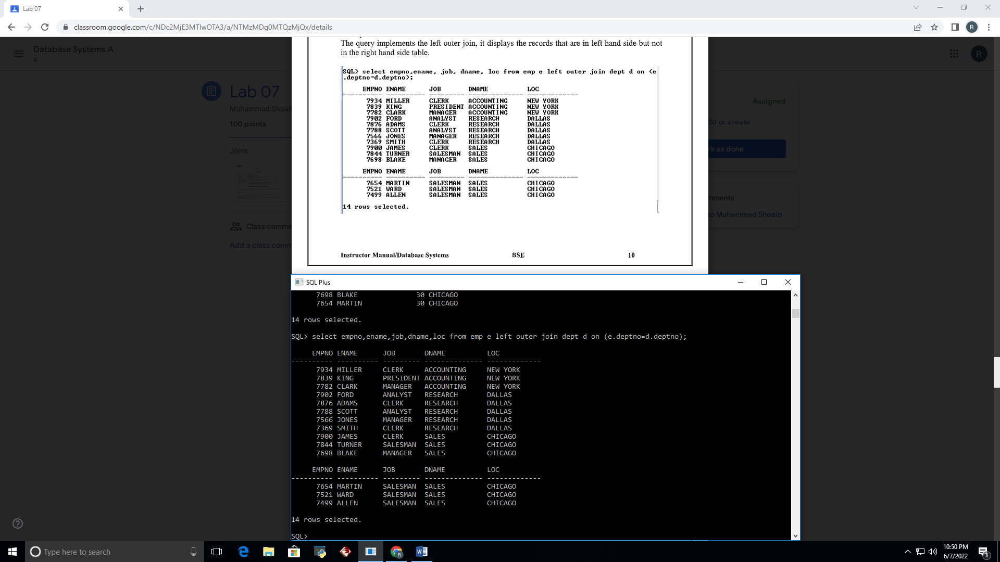 Lab 07
classroom.google.com/c/NDc2MjE3MTIwOTA3/a/NTMzMDg0MTQzMjQx/details
R
Database Systems A
A
R
Lab 07
Muhammad Shoai
100 points
Joins
Class comme
Add a class comm
Assigned
dd or create
rk as done
mments
to Muhammad Shoaib
The query implements the left outer join, it displays the records that are in left hand side but not
in the right hand side table.
SQL> select empno,ename, job, dname, loc from emp e left outer join dept d on (e
.deptno=d.deptno);
EMPNO ENAME JOB DNAME LOC
---------- ---------- --------- -------------- -------------
7934 MILLER CLERK ACCOUNTING NEW YORK
7839 KING PRESIDENT ACCOUNTING NEW YORK
7782 CLARK MANAGER ACCOUNTING NEW YORK
7902 FORD ANALYST RESEARCH DALLAS
7876 ADAMS CLERK RESEARCH DALLAS
7788 SCOTT ANALYST RESEARCH DALLAS
7566 JONES MANAGER RESEARCH DALLAS
7369 SMITH CLERK RESEARCH DALLAS
7900 JAMES CLERK SALES CHICAGO
7844 TURNER SALESMAN SALES CHICAGO
7698 BLAKE MANAGER SALES CHICAGO
EMPNO ENAME JOB DNAME LOC
---------- ---------- --------- -------------- -------------
7654 MARTIN SALESMAN SALES CHICAGO
7521 WARD SALESMAN SALES CHICAGO
7499 ALLEN SALESMAN SALES CHICAGO
14 rows selected.
Instructor Manual/Database Systems BSE 10
SQL Plus
7698 BLAKE 30 CHICAGO
7654 MARTIN 30 CHICAGO
14 rows selected.
SQL> select empno,ename,job,dname,loc from emp e left outer join dept d on (e.deptno=d.deptno);
EMPNO ENAME JOB DNAME LOC
---------- ---------- --------- -------------- -------------
7934 MILLER CLERK ACCOUNTING NEW YORK
7839 KING PRESIDENT ACCOUNTING NEW YORK
7782 CLARK MANAGER ACCOUNTING NEW YORK
7902 FORD ANALYST RESEARCH DALLAS
7876 ADAMS CLERK RESEARCH DALLAS
7788 SCOTT ANALYST RESEARCH DALLAS
7566 JONES MANAGER RESEARCH DALLAS
7369 SMITH CLERK RESEARCH DALLAS
7900 JAMES CLERK SALES CHICAGO
7844 TURNER SALESMAN SALES CHICAGO
7698 BLAKE MANAGER SALES CHICAGO
EMPNO ENAME JOB DNAME LOC
---------- ---------- --------- -------------- -------------
7654 MARTIN SALESMAN SALES CHICAGO
7521 WARD SALESMAN SALES CHICAGO
7499 ALLEN SALESMAN SALES CHICAGO
14 rows selected.
SQL>
Type here to search
10:50 PM
6/7/2022
1